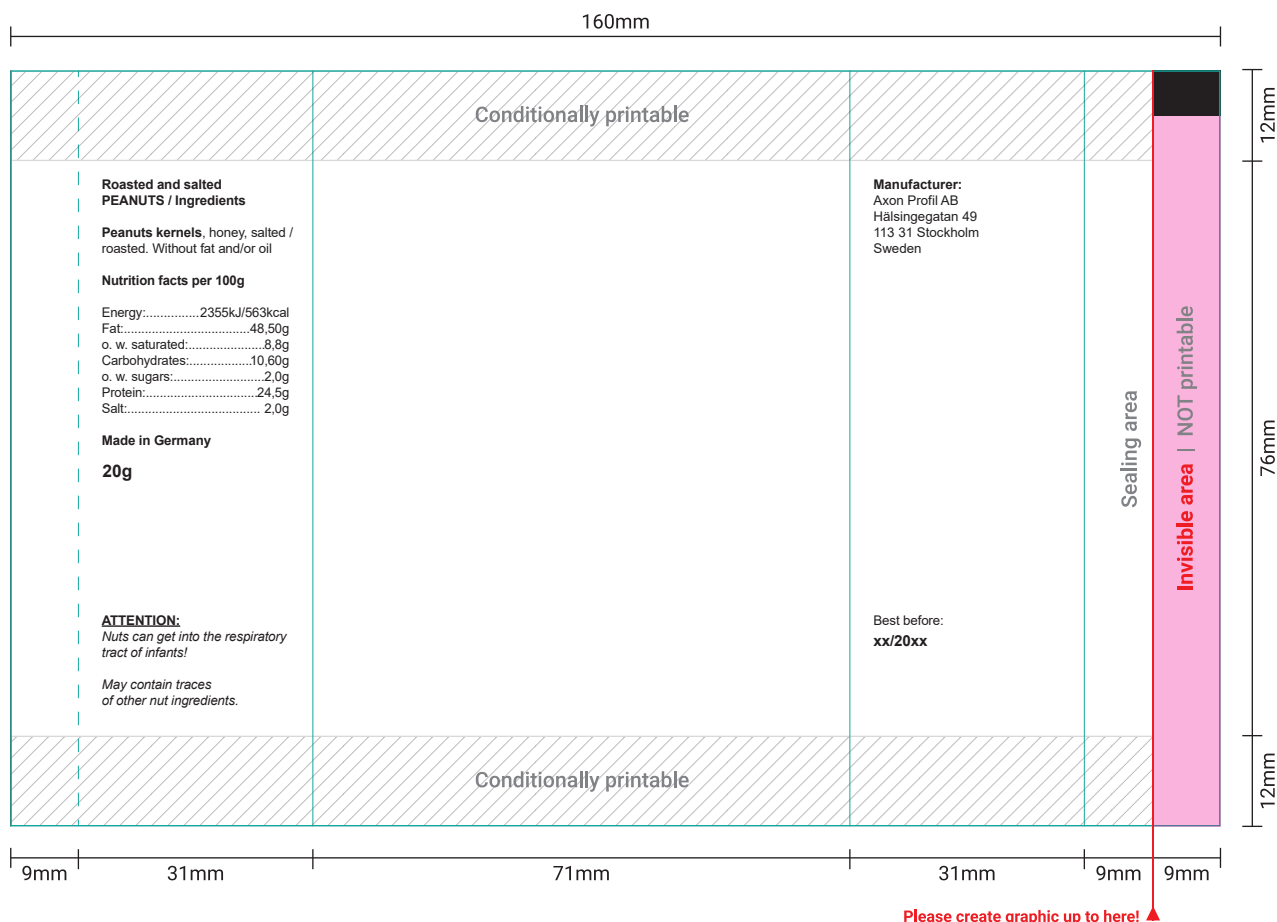 160mm
Conditionally printable
12mm
Roasted and salted
PEANUTS / Ingredients
Peanuts kernels, honey, salted /
roasted. Without fat and/or oil
Nutrition facts per 100g
Energy:...............2355kJ/563kcal
Fat:....................................48,50g
o. w. saturated:......................8,8g
Carbohydrates:..................10,60g
o. w. sugars:..........................2,0g
Protein:................................24,5g
Salt:...................................... 2,0g
Made in Germany
20g
ATTENTION:
Nuts can get into the respiratory
tract of infants!
May contain traces
of other nut ingredients.
Manufacturer:
Axon Profil AB
Hälsingegatan 49
113 31 Stockholm
Sweden
Best before:
xx/20xx
Sealing area
Invisible area | NOT printable
76mm
Conditionally printable
12mm
9mm
31mm
71mm
31mm
9mm
9mm
Please create graphic up to here!